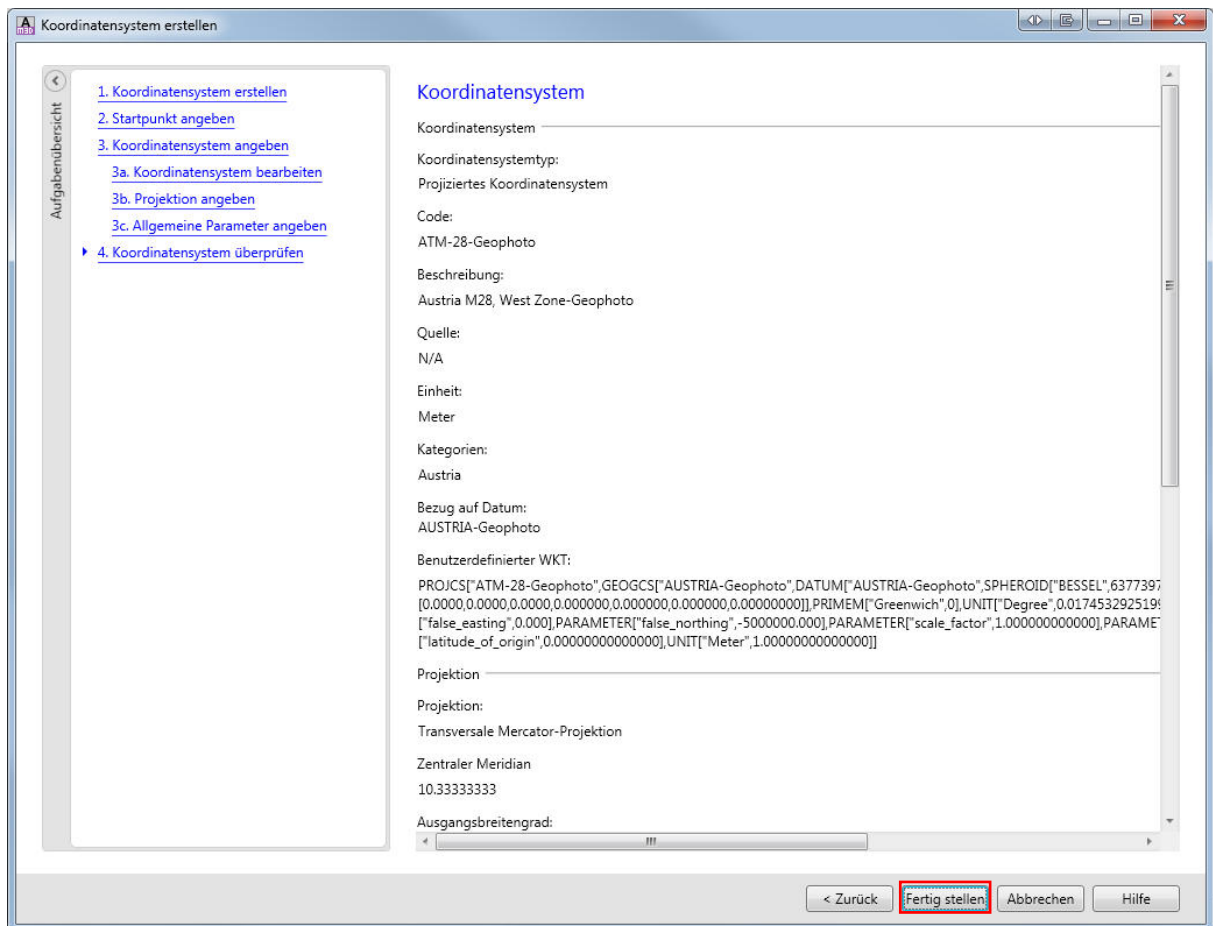 Koordinatensystem erstellen
Aufgabenübersicht
1. Koordinatensystem erstellen
2. Startpunkt angeben
3. Koordinatensystem angeben
3a. Koordinatensystem bearbeiten
3b. Projektion angeben
3c. Allgemeine Parameter angeben
4. Koordinatensystem überprüfen
Koordinatensystem
Koordinatensystem
Koordinatensystemtyp:
Projiziertes Koordinatensystem
Code:
ATM-28-Geophoto
Beschreibung:
Austria M28, West Zone-Geophoto
Quelle:
N/A
Einheit:
Meter
Kategorien:
Austria
Bezug auf Datum:
AUSTRIA-Geophoto
Benutzerdefinierter WKT:
PROJCS["ATM-28-Geophoto",GEOGCS["AUSTRIA-Geophoto",DATUM["AUSTRIA-Geophoto",SPHEROID["BESSEL",6377397
[0.0000,0.0000,0.0000,0.000000,0.000000,0.000000,0.00000000]],PRIMEM["Greenwich",0],UNIT["Degree",0.0174532925199
["false_easting",0.000],PARAMETER["false_northing",-5000000.000],PARAMETER["scale_factor",1.000000000000],PARAMET
["latitude_of_origin",0.00000000000000],UNIT["Meter",1.00000000000000]]
Projektion
Projektion:
Transversale Mercator-Projektion
Zentraler Meridian
10.33333333
Ausgangsbreitengrad:
< Zurück
Fertig stellen
Abbrechen
Hilfe